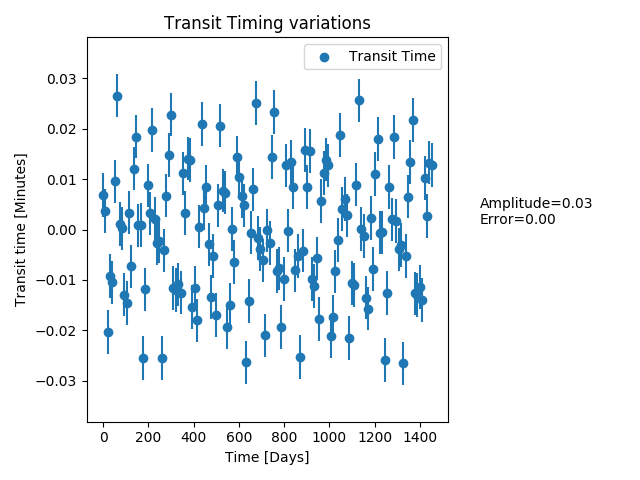 Transit Timing variations
Transit Time
0.03
0.02
0.01
0.00
−0.01
−0.02
−0.03
Transit time [Minutes]
0 200 400 600 800 1000 1200 1400
Time [Days]
Amplitude=0.03
Error=0.00